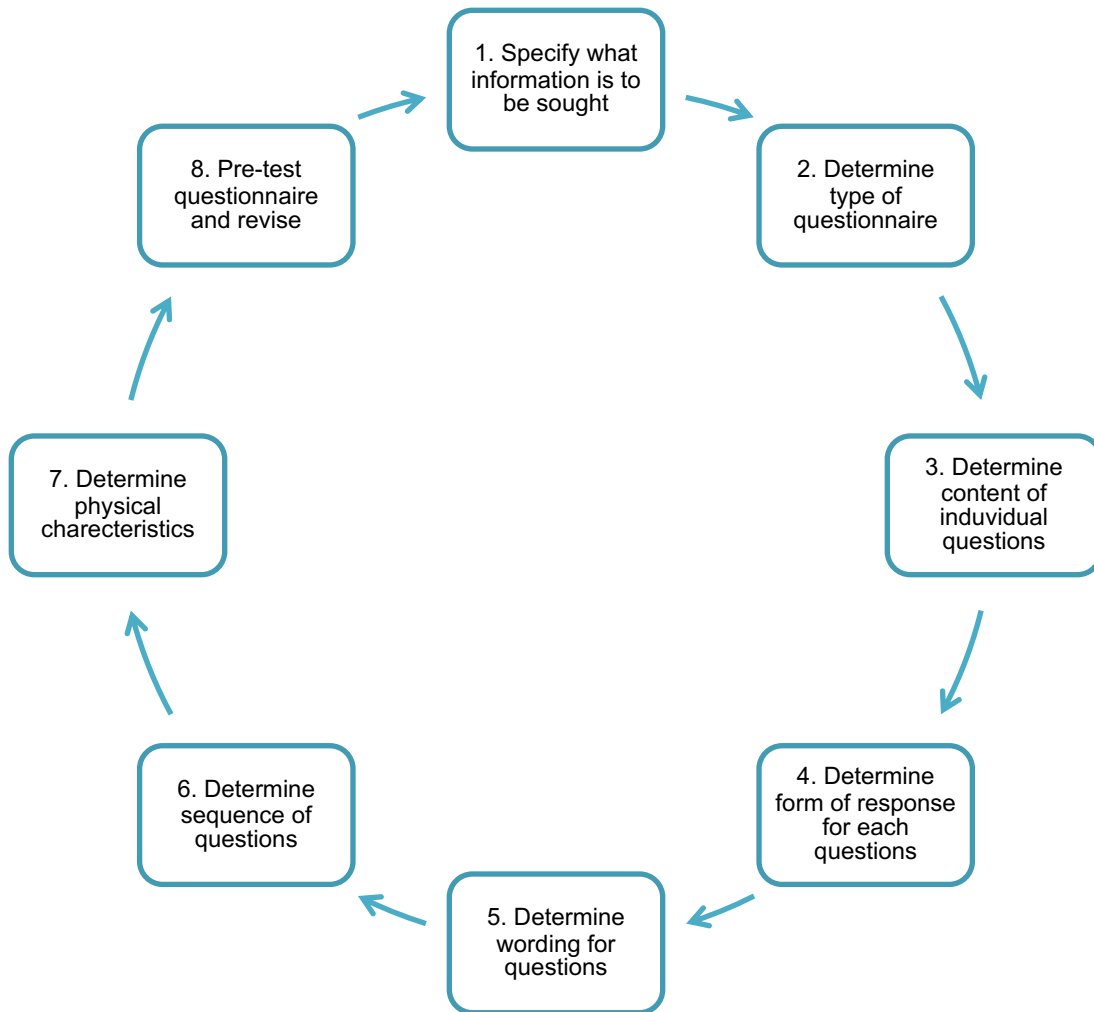 1. Specify what
information is to
be sought
2. Determine
type of
questionnaire
3. Determine
content of
induvidual
questions
4. Determine
form of response
for each
questions
5. Determine
wording for
questions
6. Determine
sequence of
questions
7. Determine
physical
charecteristics
8. Pre-test
questionnaire
and revise